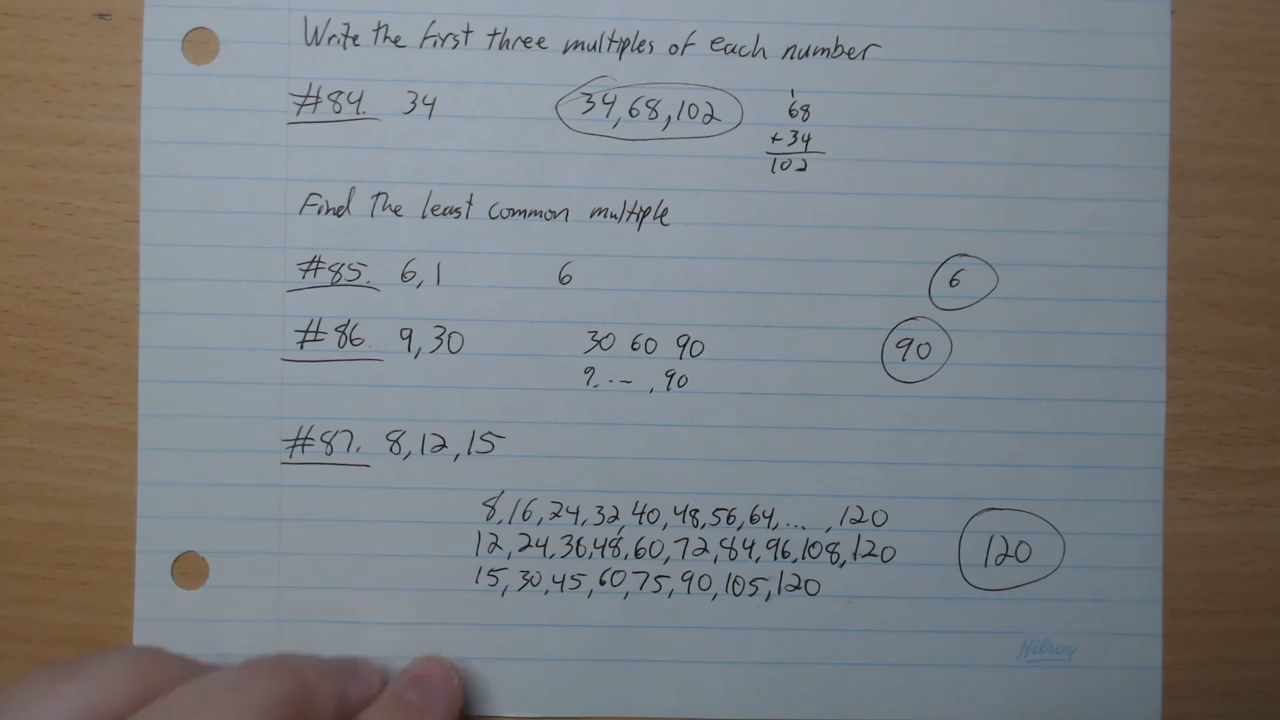 Write the first three multiples of each number
#84. 34 34,68,102
1
68
+34
102
Find the least common multiple
#85. 6,1 6 6
#86. 9,30 30 60 90 90
9,...,90
#87. 8,12,15
8,16,24,32,40,48,56,64,...,120
12,24,36,48,60,72,84,96,108,120 120
15,30,45,60,75,90,105,120
Hilroy